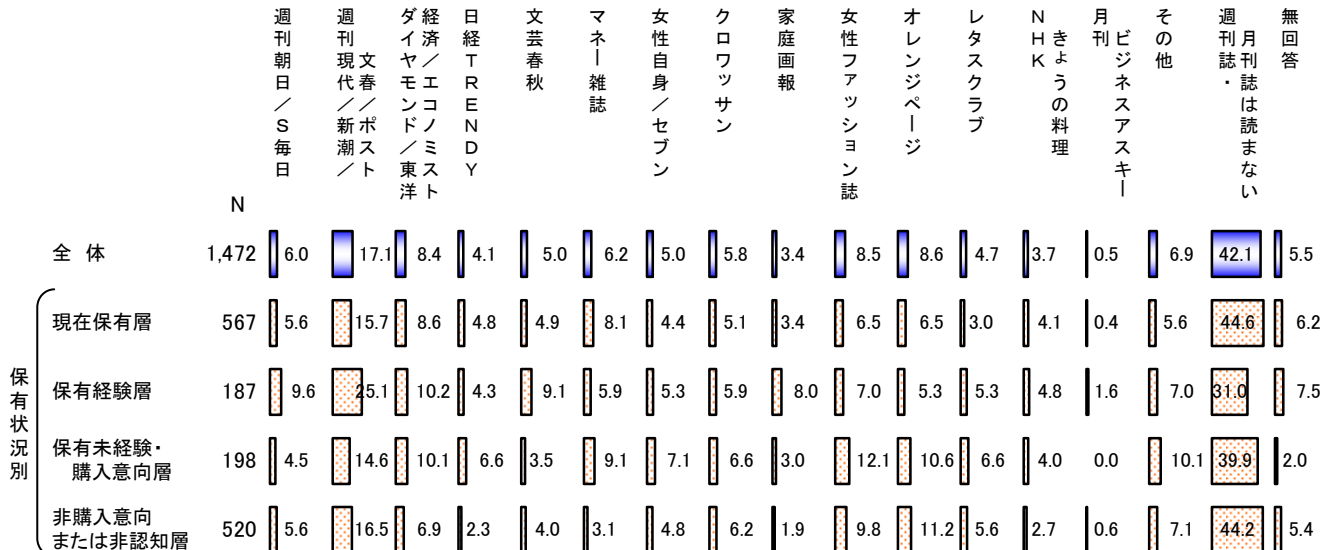 週刊朝日／Ｓ毎日
週刊現代／新潮／
文春／ポスト
ダイヤモンド／東洋
経済／エコノミスト
日経ＴＲＥＮＤＹ
文芸春秋
マネー雑誌
女性自身／セブン
クロワッサン
家庭画報
女性ファッション誌
オレンジページ
レタスクラブ
ＮＨＫ
きょうの料理
月刊
ビジネスアスキー
その他
週刊誌・
月刊誌は読まない
無回答
N
全 体 1,472 6.0 17.1 8.4 4.1 5.0 6.2 5.0 5.8 3.4 8.5 8.6 4.7 3.7 0.5 6.9 42.1 5.5
保有状況別
現在保有層 567 5.6 15.7 8.6 4.8 4.9 8.1 4.4 5.1 3.4 6.5 6.5 3.0 4.1 0.4 5.6 44.6 6.2
保有経験層 187 9.6 25.1 10.2 4.3 9.1 5.9 5.3 5.9 8.0 7.0 5.3 5.3 4.8 1.6 7.0 31.0 7.5
保有未経験・
購入意向層 198 4.5 14.6 10.1 6.6 3.5 9.1 7.1 6.6 3.0 12.1 10.6 6.6 4.0 0.0 10.1 39.9 2.0
非購入意向
または非認知層 520 5.6 16.5 6.9 2.3 4.0 3.1 4.8 6.2 1.9 9.8 11.2 5.6 2.7 0.6 7.1 44.2 5.4